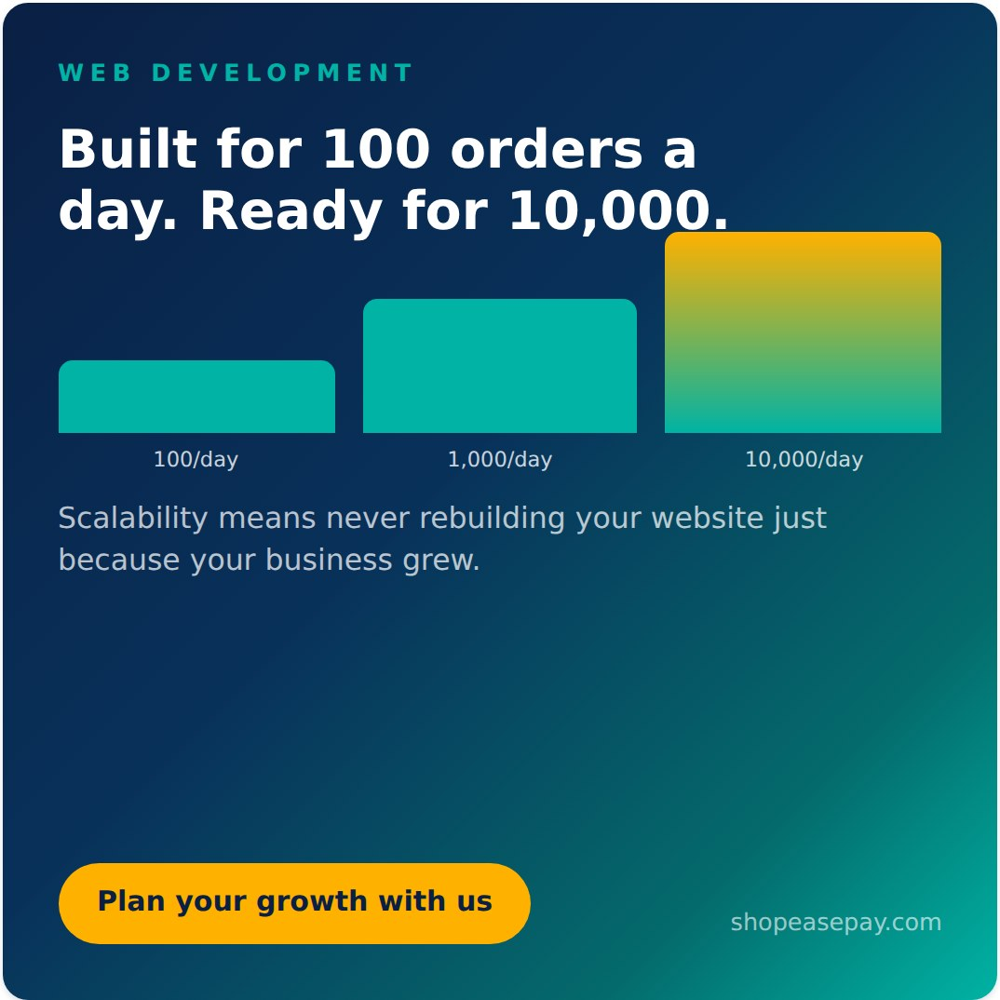 WEB DEVELOPMENT
Built for 100 orders a
day. Ready for 10,000.
100/day
1,000/day
10,000/day
Scalability means never rebuilding your website just
because your business grew.
Plan your growth with us
shopeasepay.com